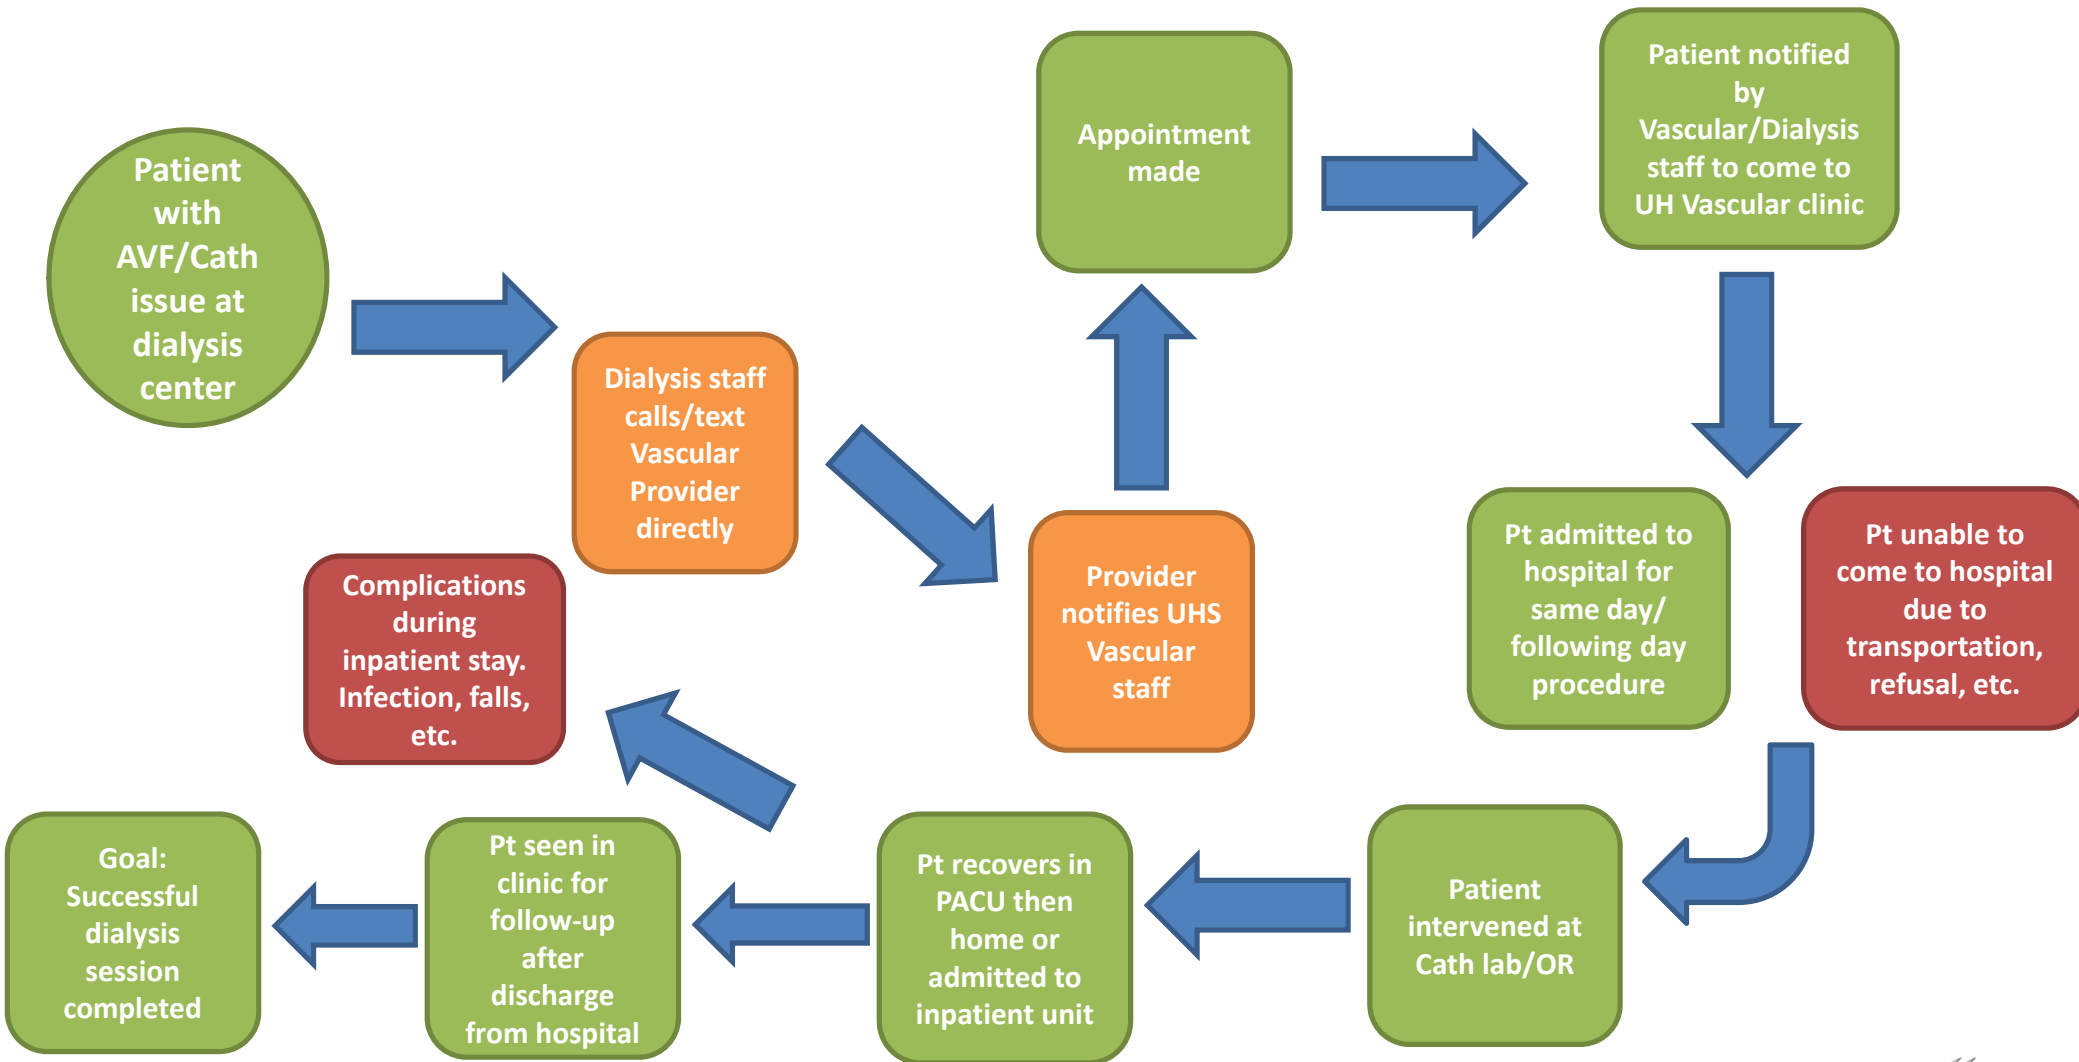 Patient
with
AVF/Cath
issue at
dialysis
center
Dialysis staff
calls/text
Vascular
Provider
directly
Provider
notifies UHS
Vascular
staff
Appointment
made
Patient notified
by
Vascular/Dialysis
staff to come to
UH Vascular clinic
Pt admitted to
hospital for
same day/
following day
procedure
Pt unable to
come to hospital
due to
transportation,
refusal, etc.
Patient
intervened at
Cath lab/OR
Pt recovers in
PACU then
home or
admitted to
inpatient unit
Complications
during
inpatient stay.
Infection, falls,
etc.
Pt seen in
clinic for
follow-up
after
discharge
from hospital
Goal:
Successful
dialysis
session
completed